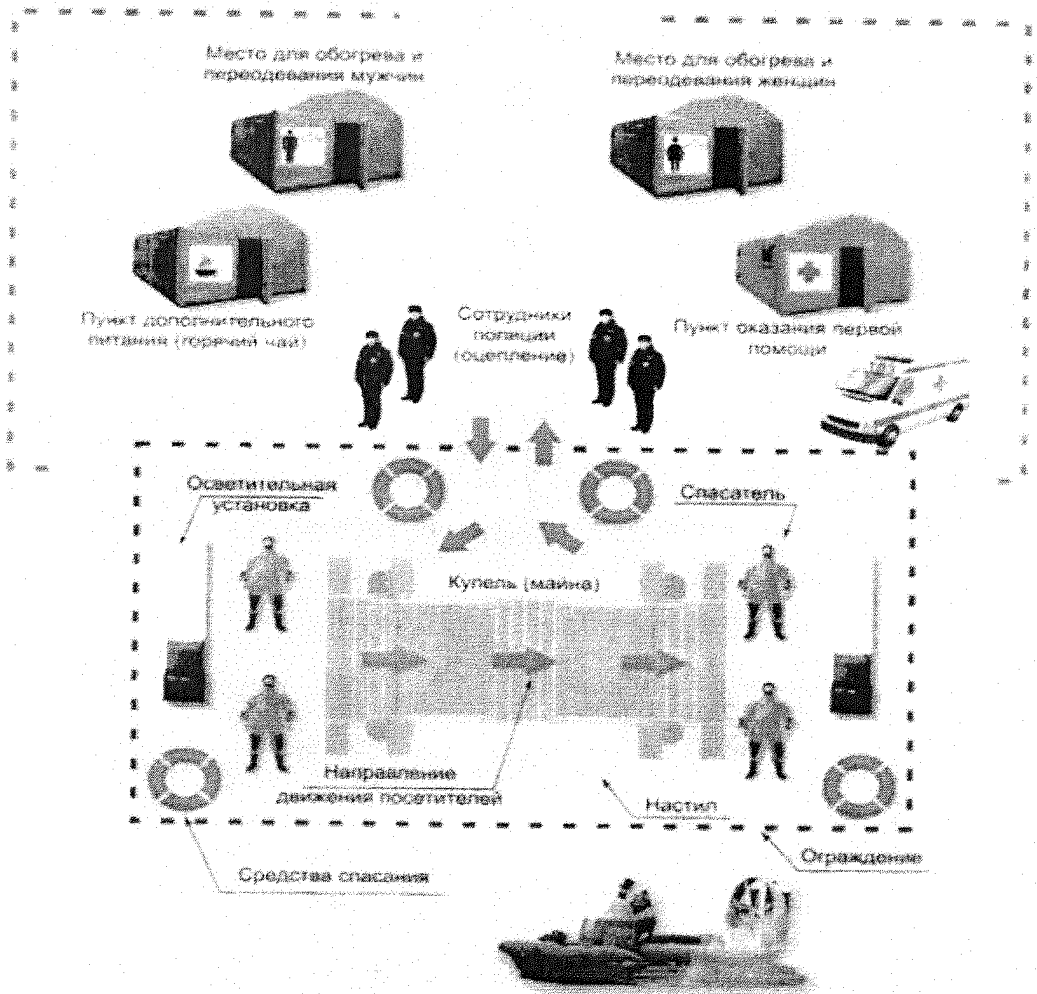 Место для обогрева и
переодевания мужчин
Место для обогрева и
переодевания женщин
Пункт дополнительного
питания (горячий чай)
Сотрудники
полиции
(оцепление)
Пункт оказания первой
помощи
Осветительная
установка
Спасатель
Купель (майна)
Направление
движения посетителей
Настил
Ограждение
Средства спасания